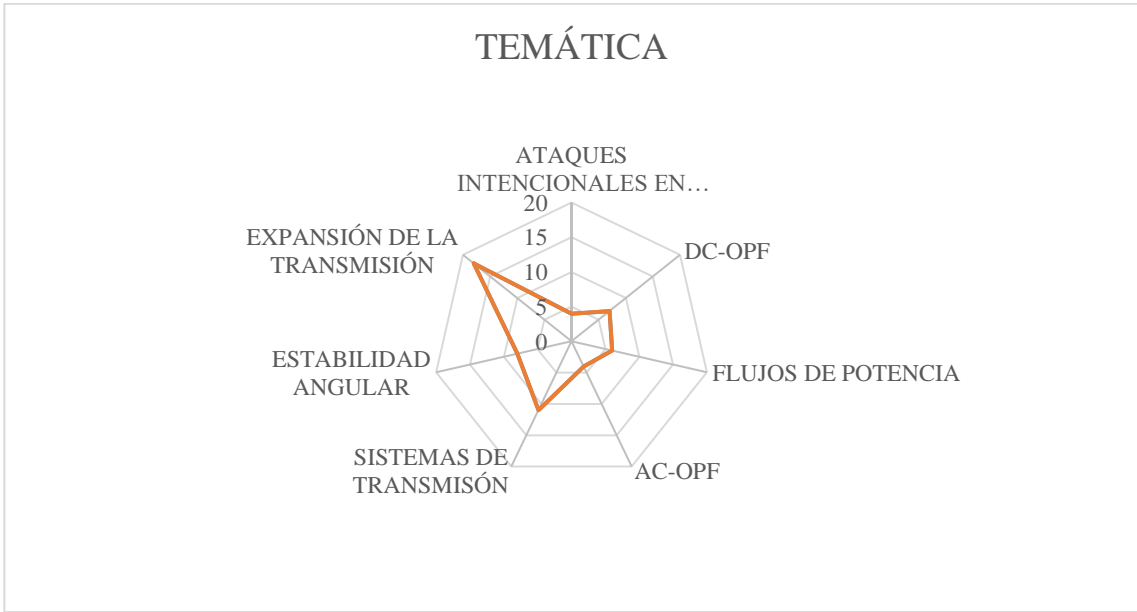 TEMÁTICA
ATAQUES
INTENCIONALES EN…
20
15
10
5
0
DC-OPF
FLUJOS DE POTENCIA
AC-OPF
SISTEMAS DE
TRANSMISÓN
ESTABILIDAD
ANGULAR
EXPANSIÓN DE LA
TRANSMISIÓN